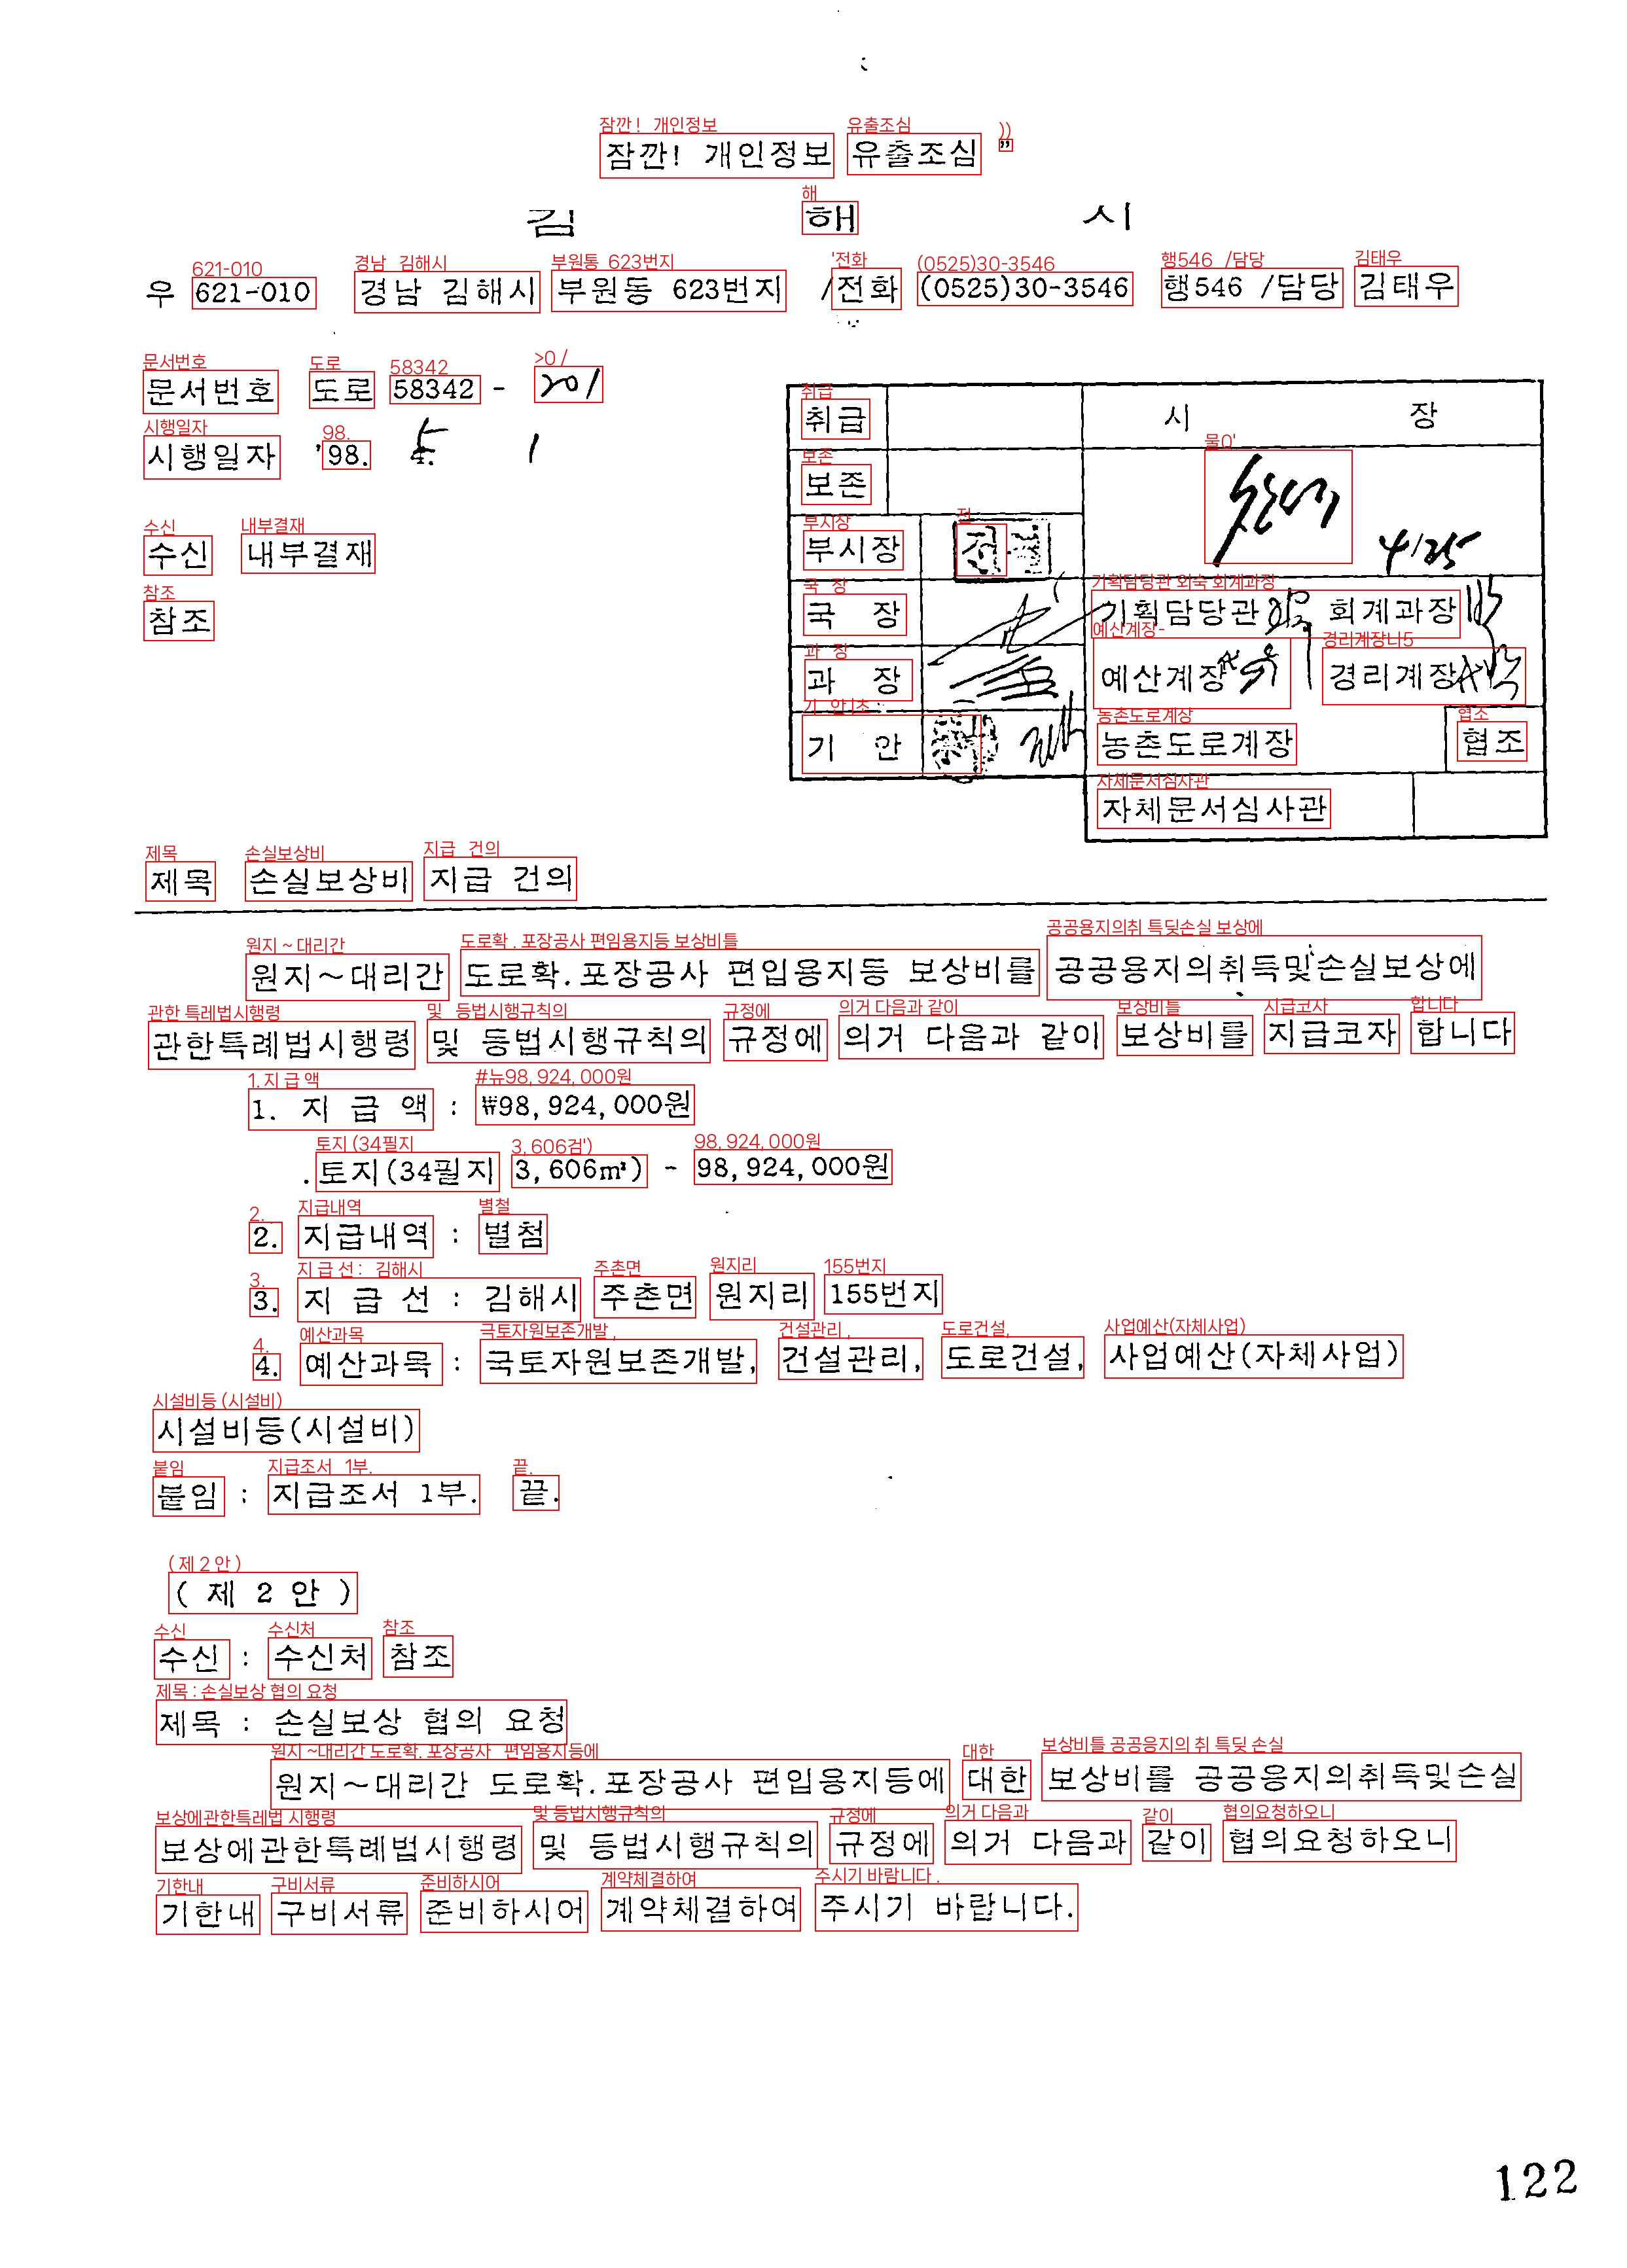 잠깐! 개인정보 유출조심 "
김 해 시
우 621-010 경남 김해시 부원동 623번지 /전화 (0525)30-3546 행546 /담당 김태우
문서번호 도로 58342 - 201
시행일자 '98. 5. 1
수신 내부결재
참조
취급 시 장
보존
부시장 전결 4/25
국 장 기획담당관 회계과장
과 장 예산계장 경리계장
기 안 농촌도로계장 협조
자체문서심사관
제목 손실보상비 지급 건의
원지~대리간 도로확.포장공사 편입용지등 보상비를 공공용지의취득및손실보상에
관한특례법시행령 및 동법시행규칙의 규정에 의거 다음과 같이 보상비를 지급코자 합니다
1. 지 급 액 : ₩98,924,000원
.토지(34필지 3,606㎡) - 98,924,000원
2. 지급내역 : 별첨
3. 지 급 선 : 김해시 주촌면 원지리 155번지
4. 예산과목 : 국토자원보존개발, 건설관리, 도로건설, 사업예산(자체사업)
시설비등(시설비)
붙임 : 지급조서 1부. 끝.
( 제 2 안 )
수신 : 수신처 참조
제목 : 손실보상 협의 요청
원지~대리간 도로확.포장공사 편입용지등에 대한 보상비를 공공용지의취득및손실
보상에관한특례법시행령 및 동법시행규칙의 규정에 의거 다음과 같이 협의요청하오니
기한내 구비서류 준비하시어 계약체결하여 주시기 바랍니다.
122